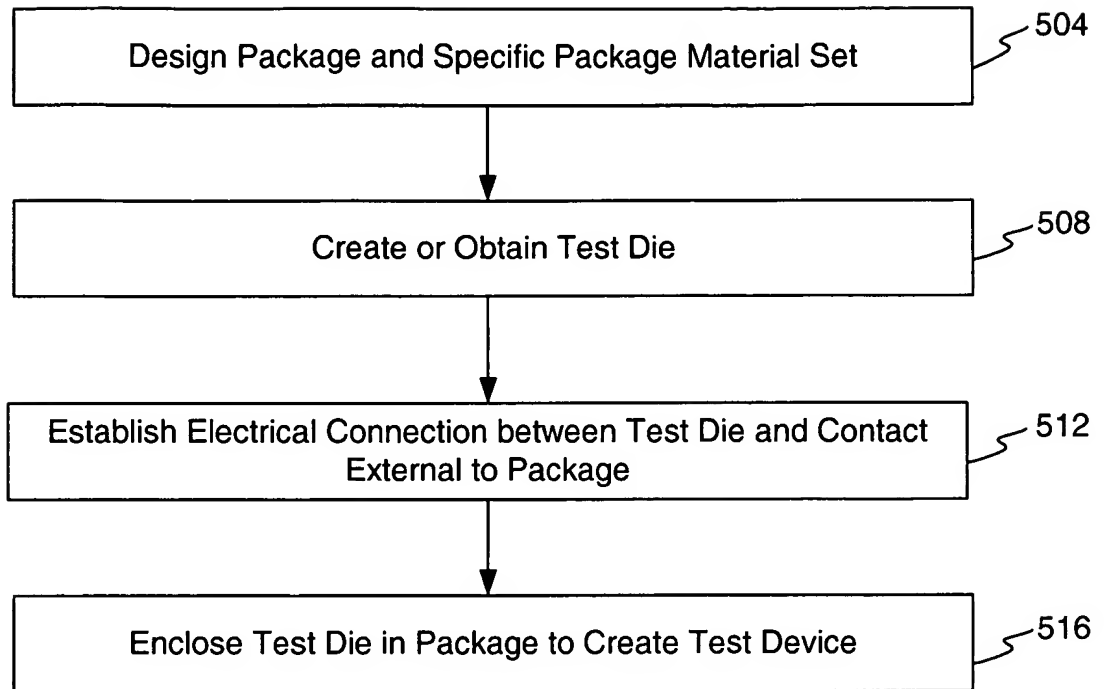 504
Design Package and Specific Package Material Set
508
Create or Obtain Test Die
512
Establish Electrical Connection between Test Die and Contact
External to Package
516
Enclose Test Die in Package to Create Test Device